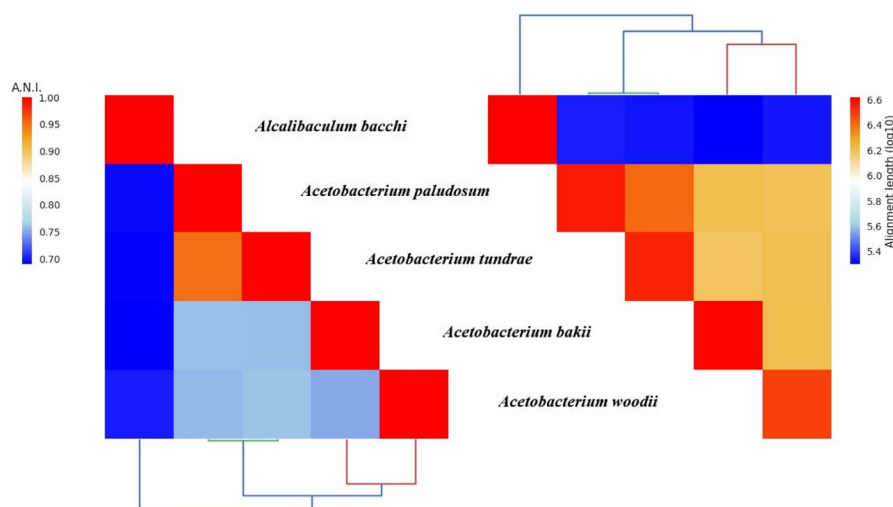 A.N.I.
1.00
0.95
0.90
0.85
0.80
0.75
0.70
Alcalibaculum bacchi
Acetobacterium paludosum
Acetobacterium tundrae
Acetobacterium bakii
Acetobacterium woodii
6.6
6.4
6.2
6.0
5.8
5.6
5.4
Alignment length (log10)